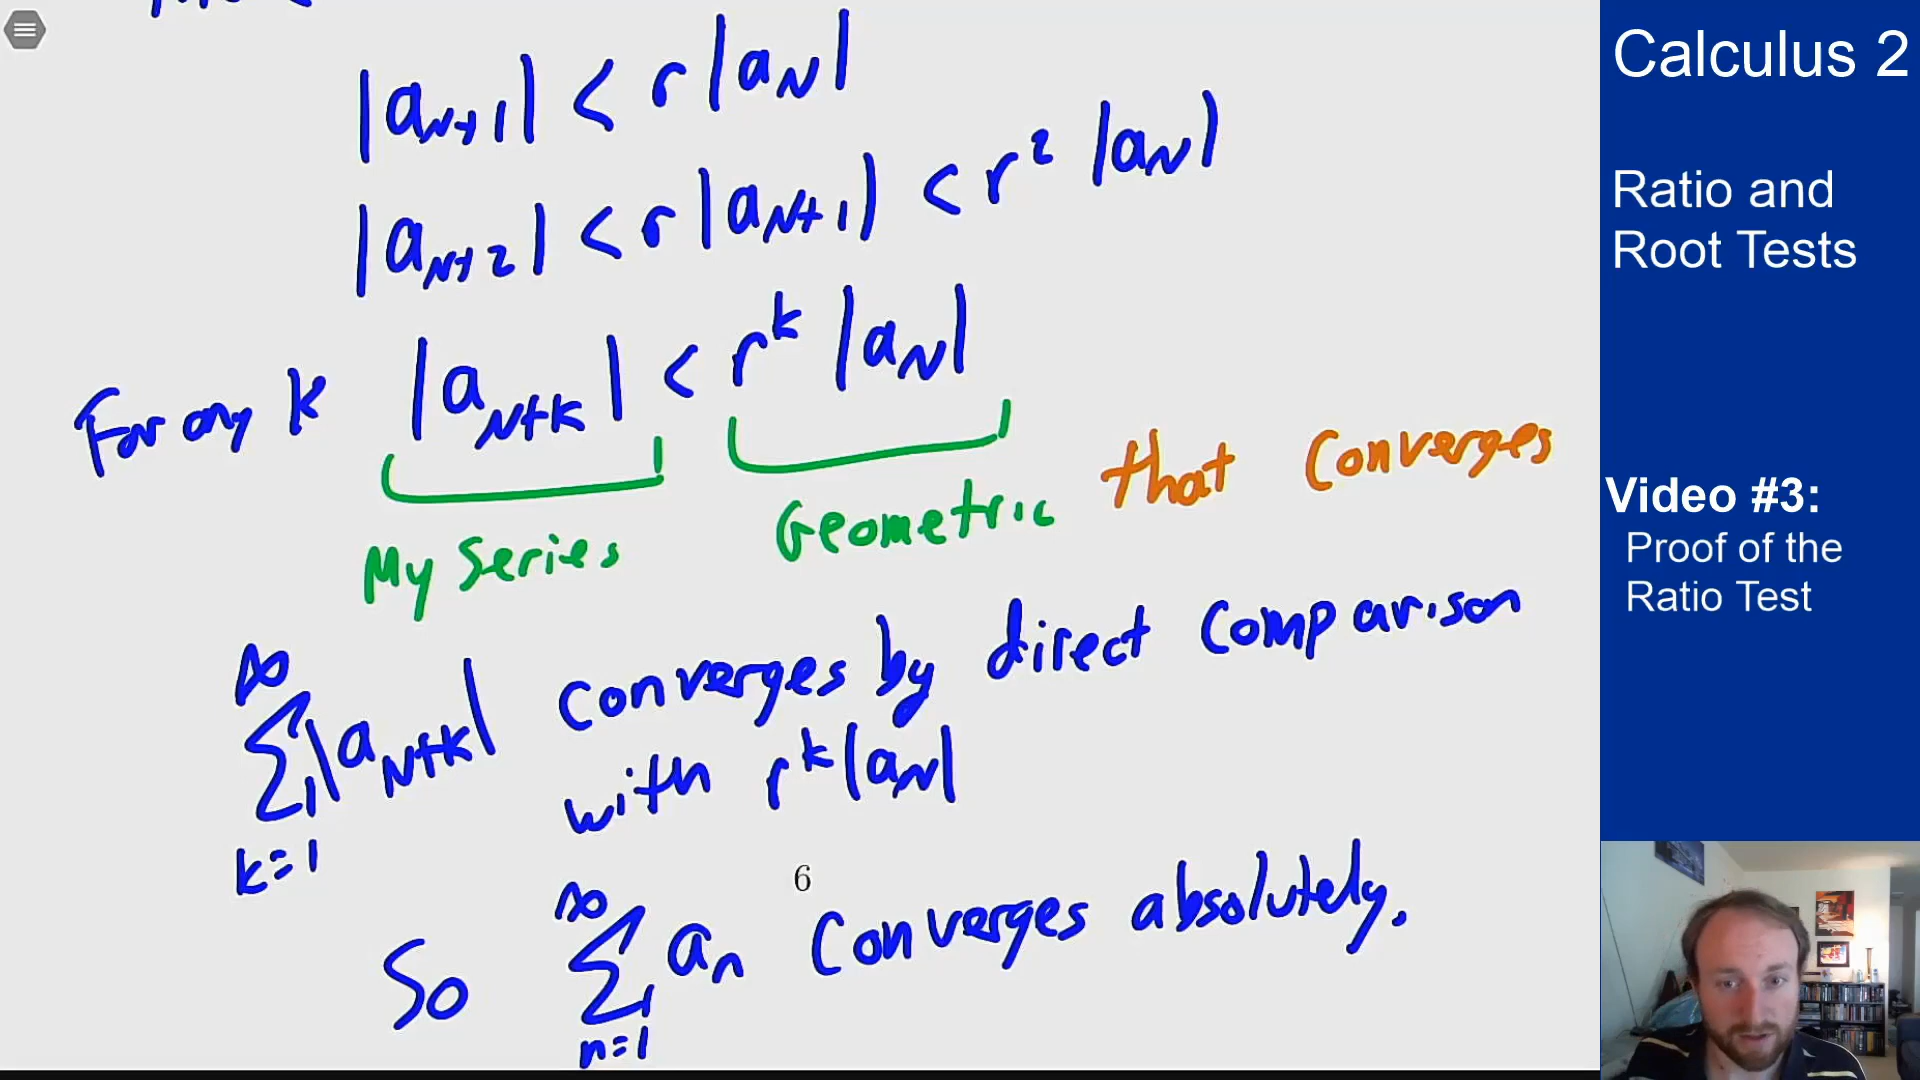 |a_{N+1}| < r |a_N|
|a_{N+2}| < r |a_{N+1}| < r^2 |a_N|
For any k |a_{N+k}| < r^k |a_N|
My Series Geometric that Converges
∞
∑ |a_{N+k}| converges by direct comparison
k=1
with r^k |a_N|
6
∞
So ∑ a_n Converges absolutely.
n=1
Calculus 2
Ratio and
Root Tests
Video #3:
Proof of the
Ratio Test